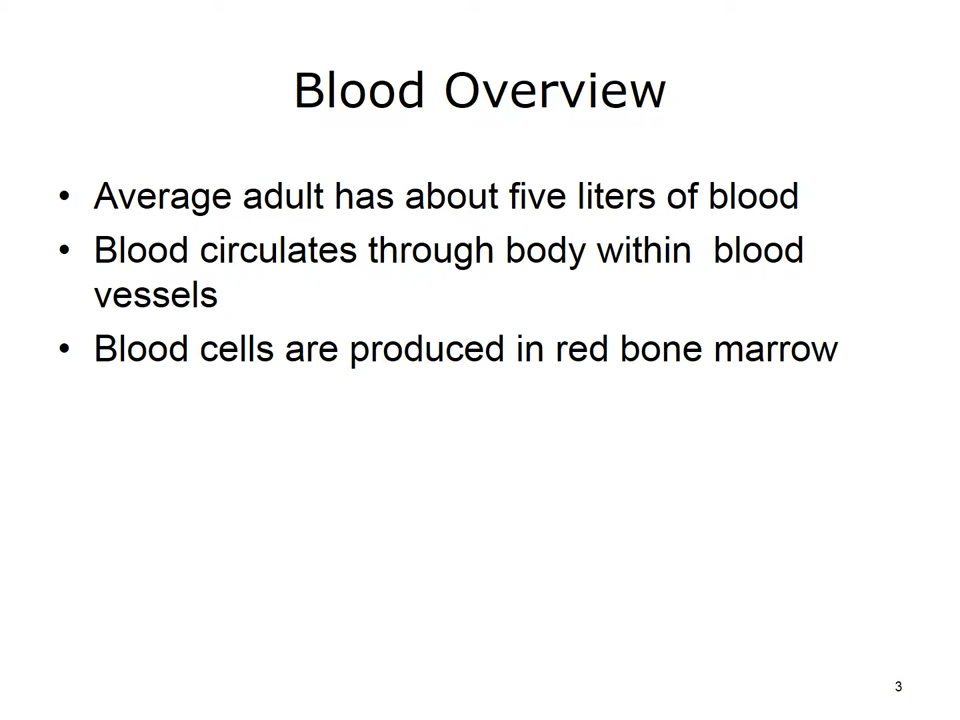 Blood Overview
• Average adult has about five liters of blood
• Blood circulates through body within  blood
vessels
• Blood cells are produced in red bone marrow
3